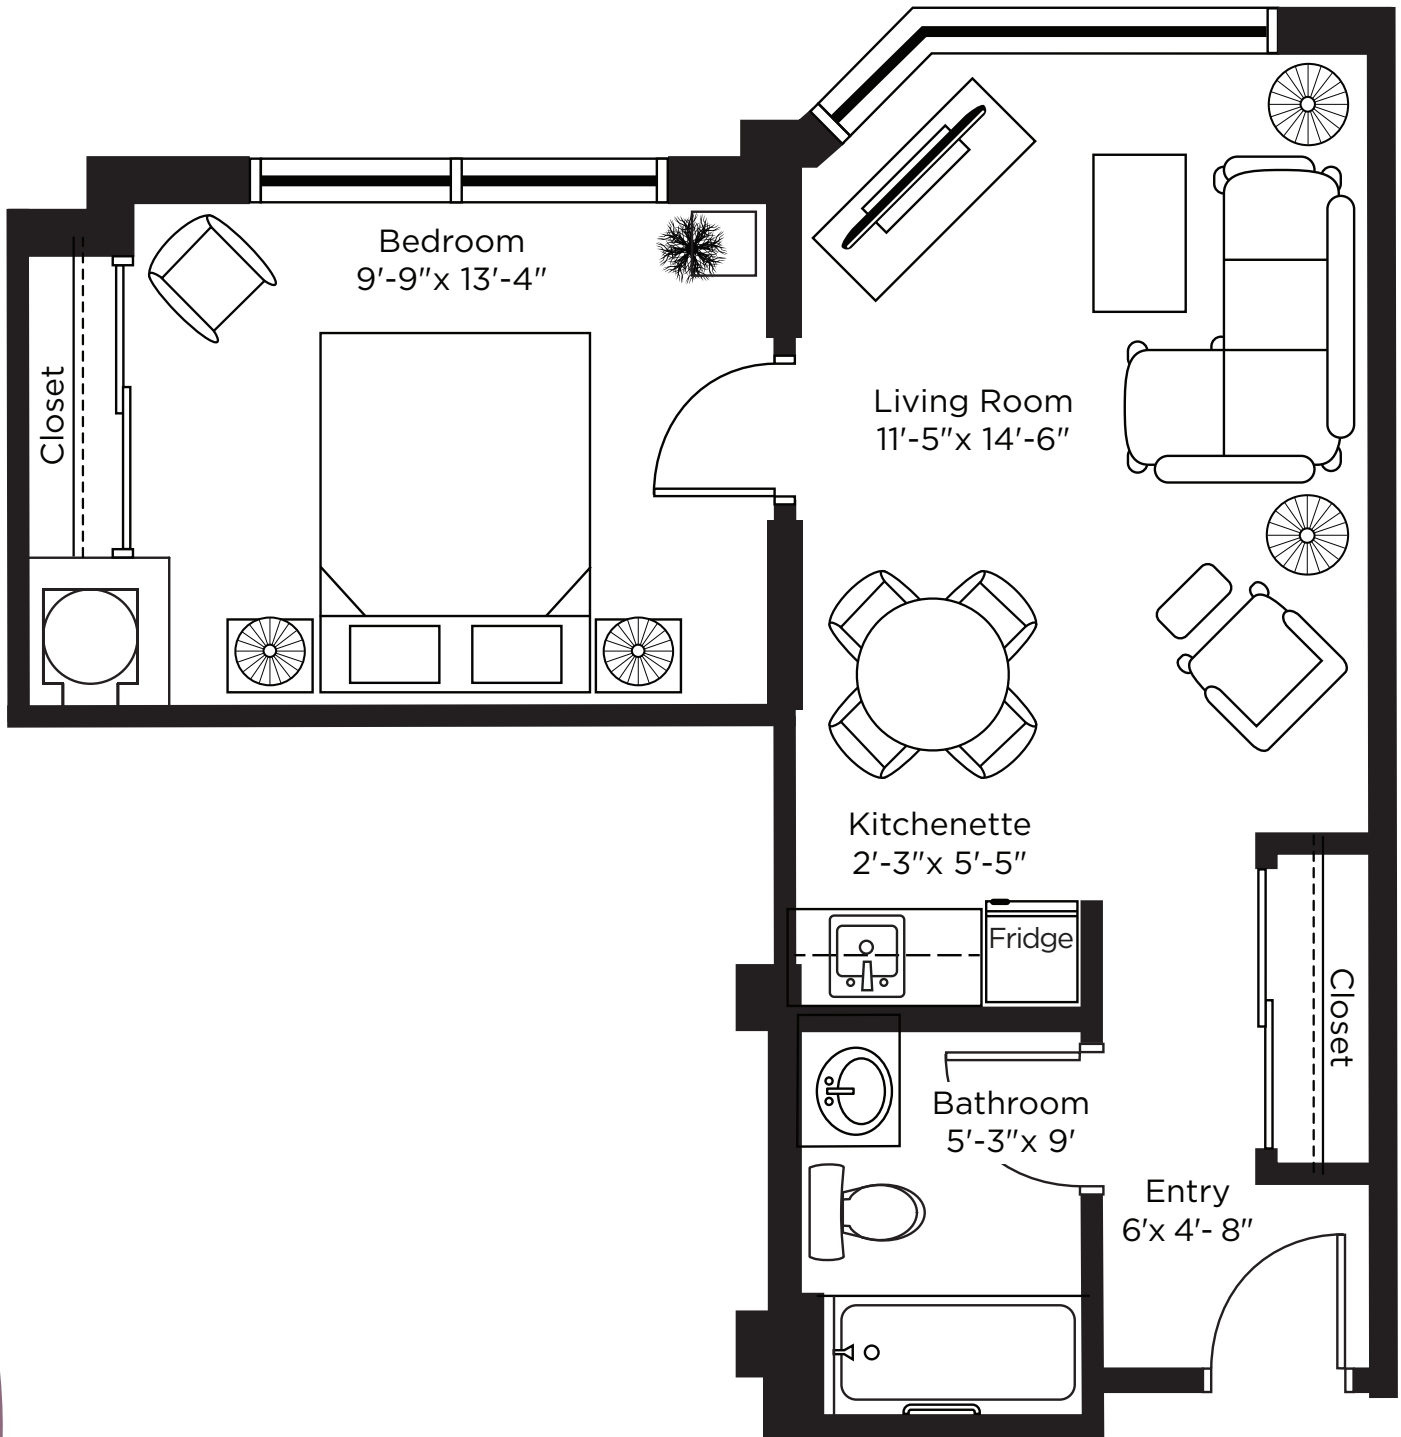 Bedroom
9'-9"x 13'-4"
Closet
Living Room
11'-5"x 14'-6"
Kitchenette
2'-3"x 5'-5"
Fridge
Closet
Bathroom
5'-3"x 9'
Entry
6'x 4'- 8"